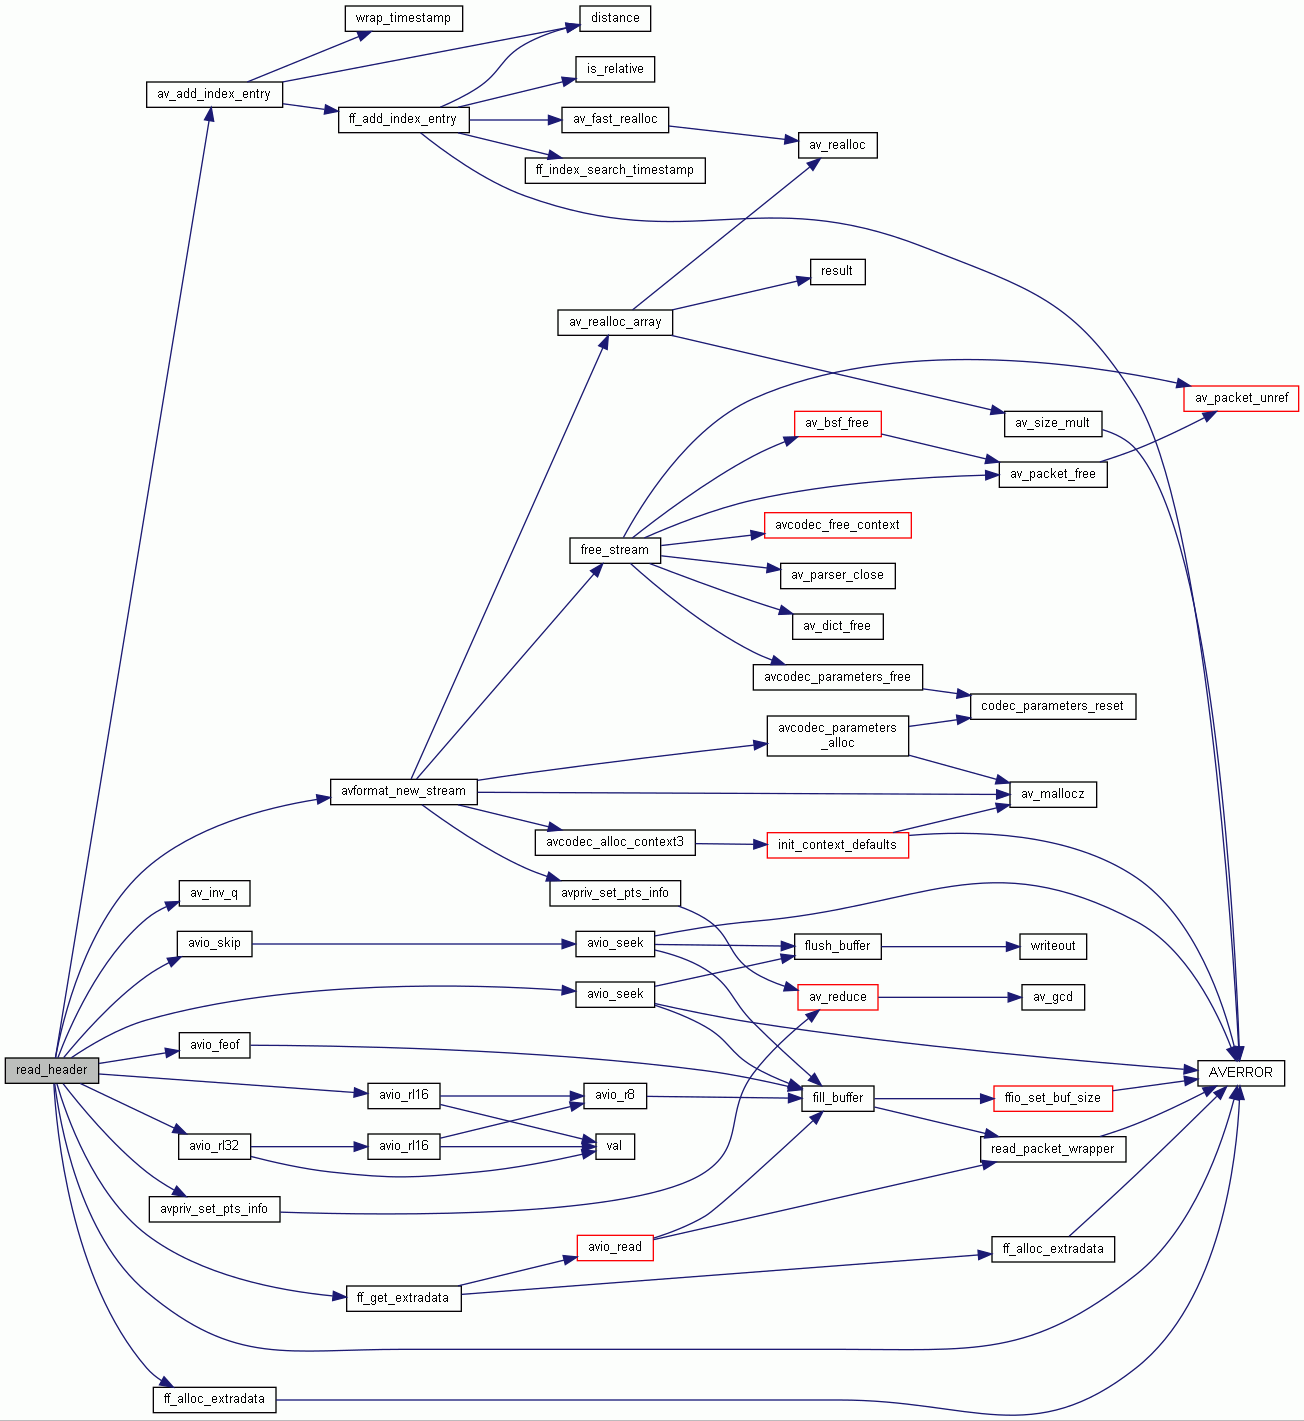 wrap_timestamp
distance
is_relative
av_add_index_entry
ff_add_index_entry
av_fast_realloc
av_realloc
ff_index_search_timestamp
result
av_realloc_array
av_packet_unref
av_bsf_free
av_size_mult
av_packet_free
avcodec_free_context
free_stream
av_parser_close
av_dict_free
avcodec_parameters_free
codec_parameters_reset
avcodec_parameters
_alloc
avformat_new_stream
av_mallocz
avcodec_alloc_context3
init_context_defaults
av_inv_q
avpriv_set_pts_info
avio_skip
avio_seek
flush_buffer
writeout
avio_seek
av_reduce
av_gcd
avio_feof
read_header
AVERROR
avio_rl16
avio_r8
fill_buffer
ffio_set_buf_size
avio_rl32
avio_rl16
val
read_packet_wrapper
avpriv_set_pts_info
avio_read
ff_alloc_extradata
ff_get_extradata
ff_alloc_extradata